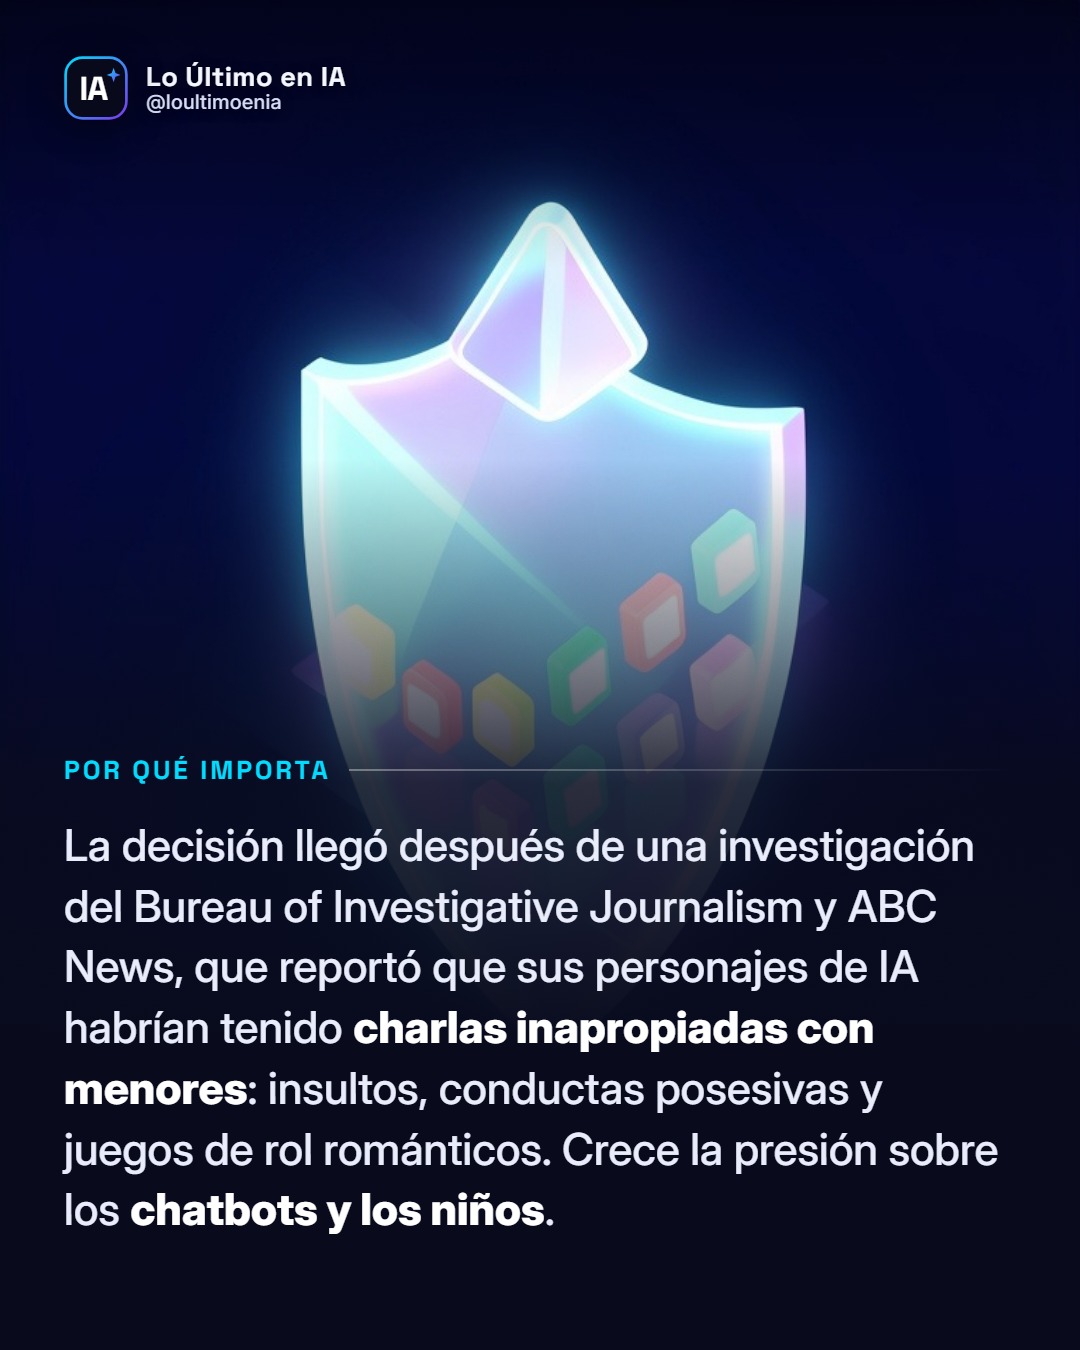 IA
Lo Último en IA
@loultimoenia
POR QUÉ IMPORTA
La decisión llegó después de una investigación
del Bureau of Investigative Journalism y ABC
News, que reportó que sus personajes de IA
habrían tenido charlas inapropiadas con
menores: insultos, conductas posesivas y
juegos de rol románticos. Crece la presión sobre
los chatbots y los niños.